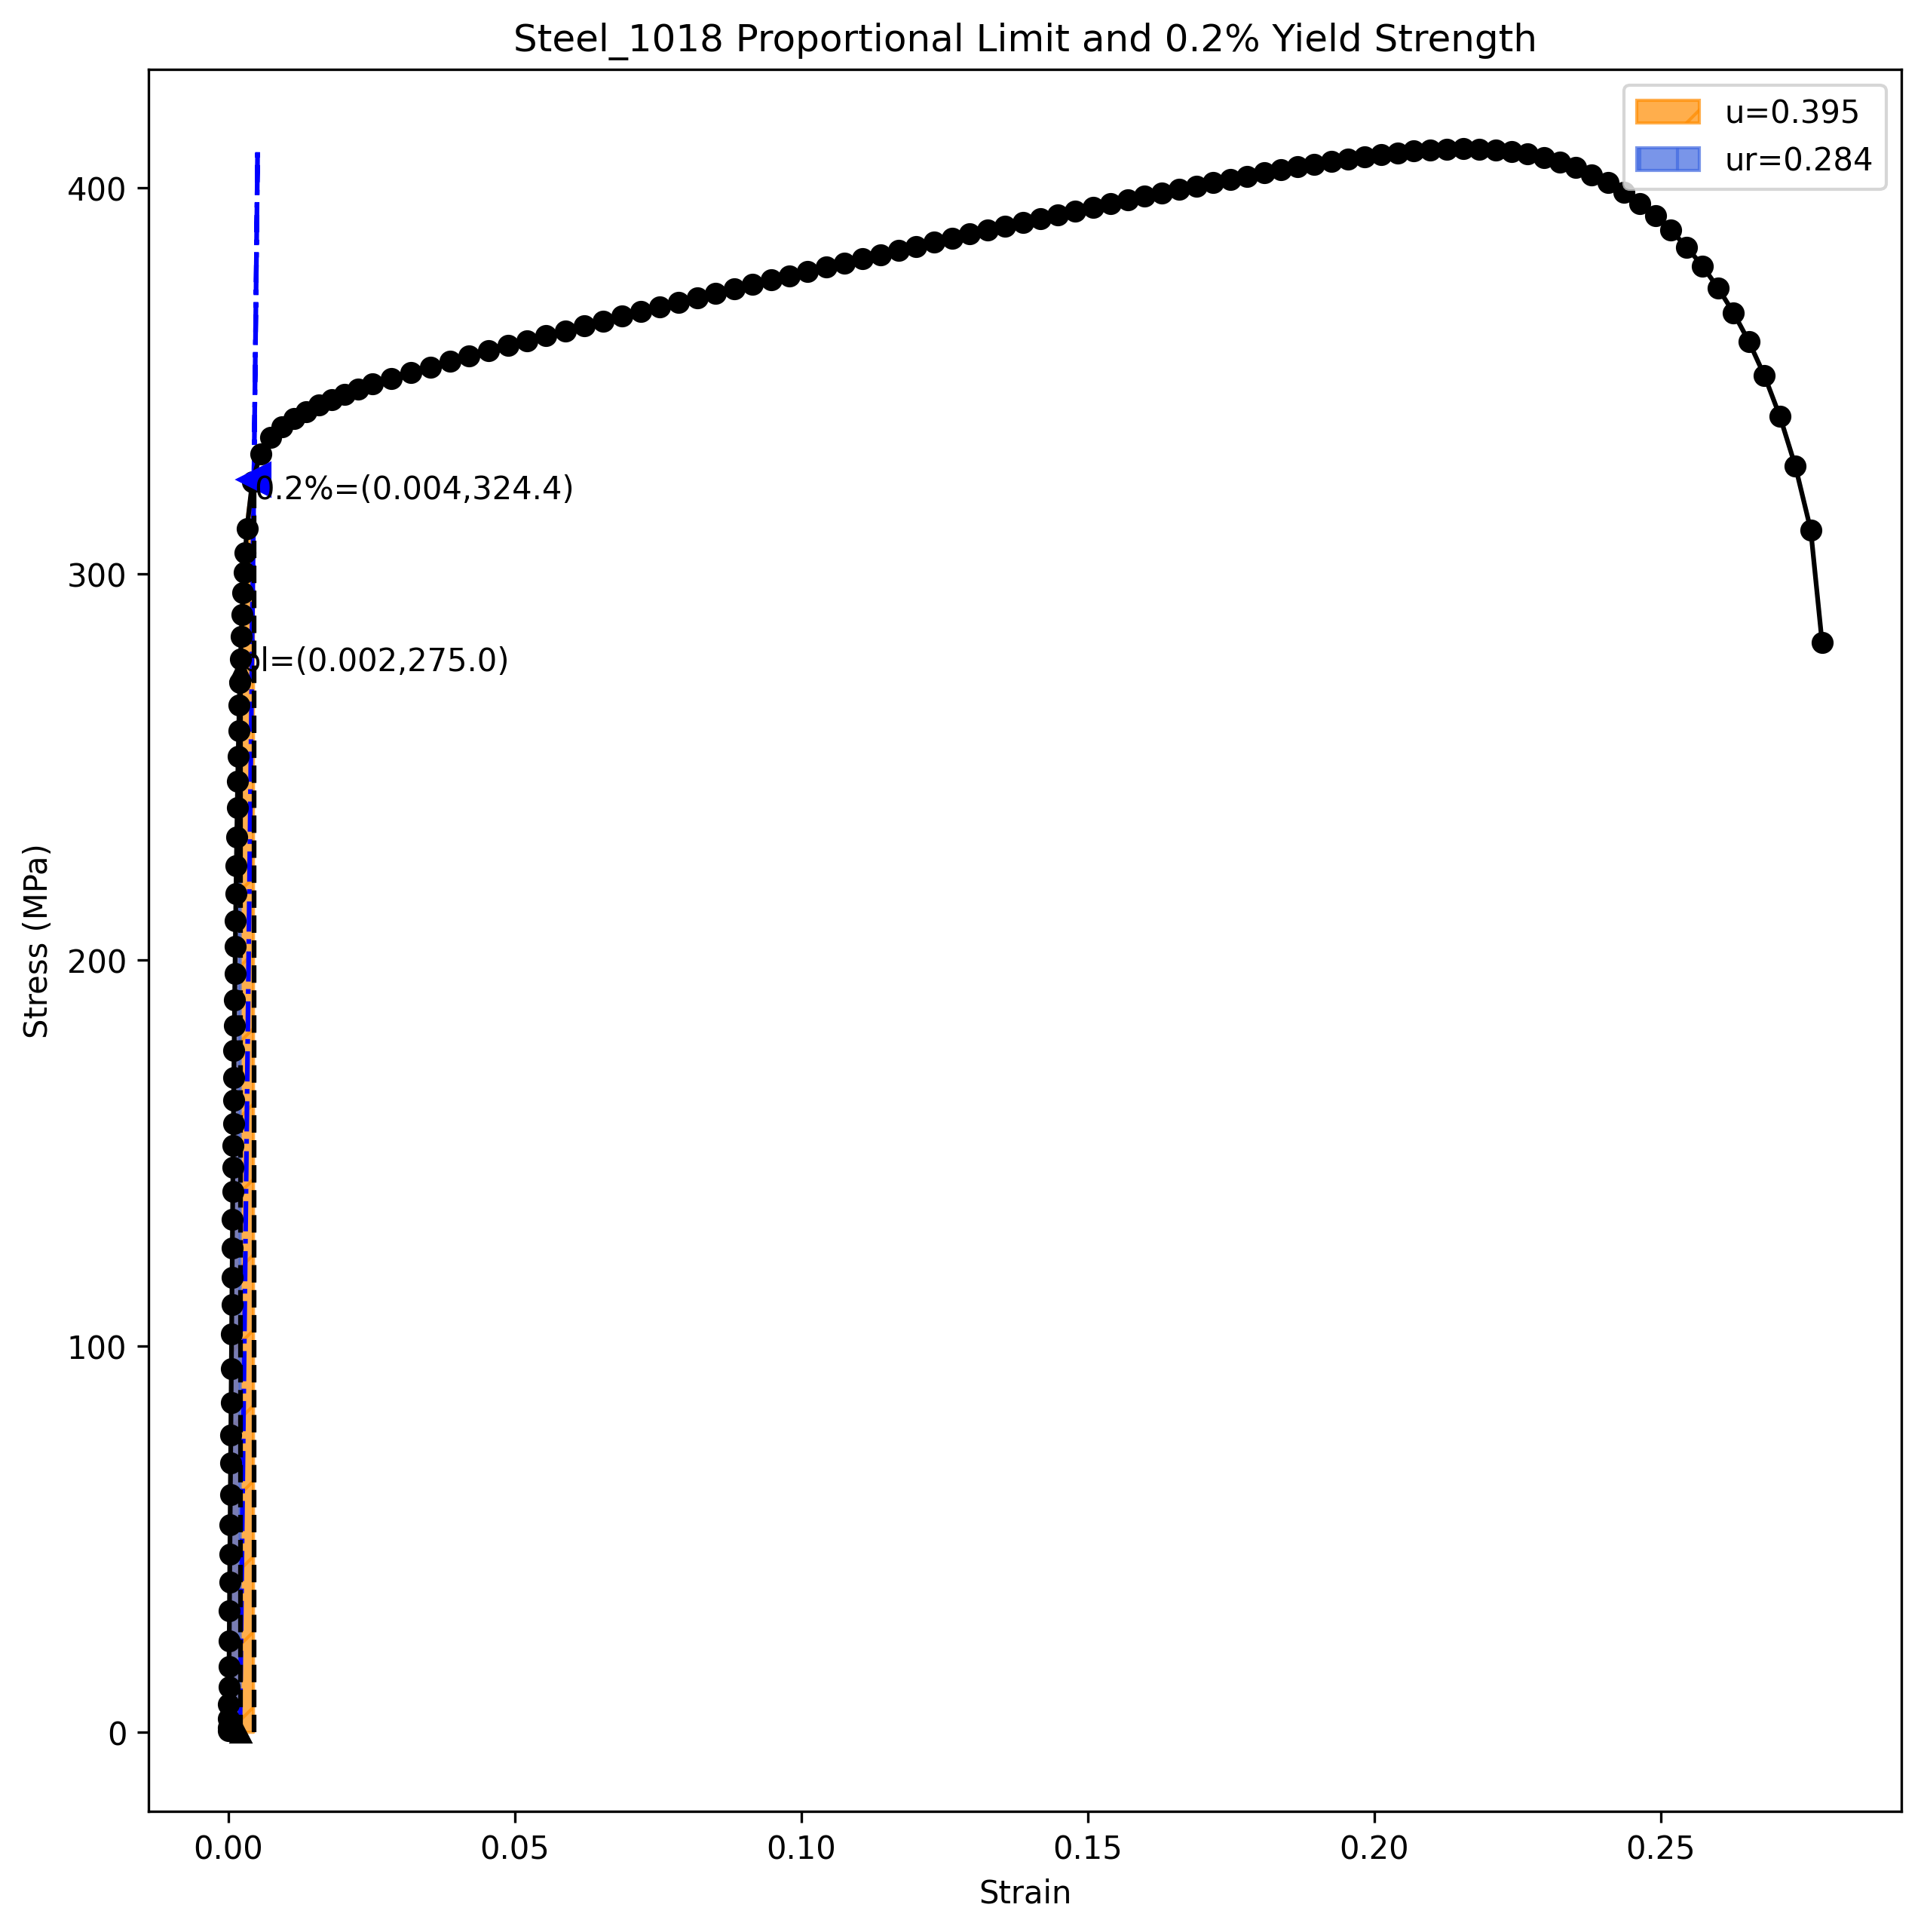 Steel_1018 Proportional Limit and 0.2% Yield Strength
u=0.395
ur=0.284
400
300
200
100
0
Stress (MPa)
0.2%=(0.004,324.4)
pl=(0.002,275.0)
0.00 0.05 0.10 0.15 0.20 0.25
Strain